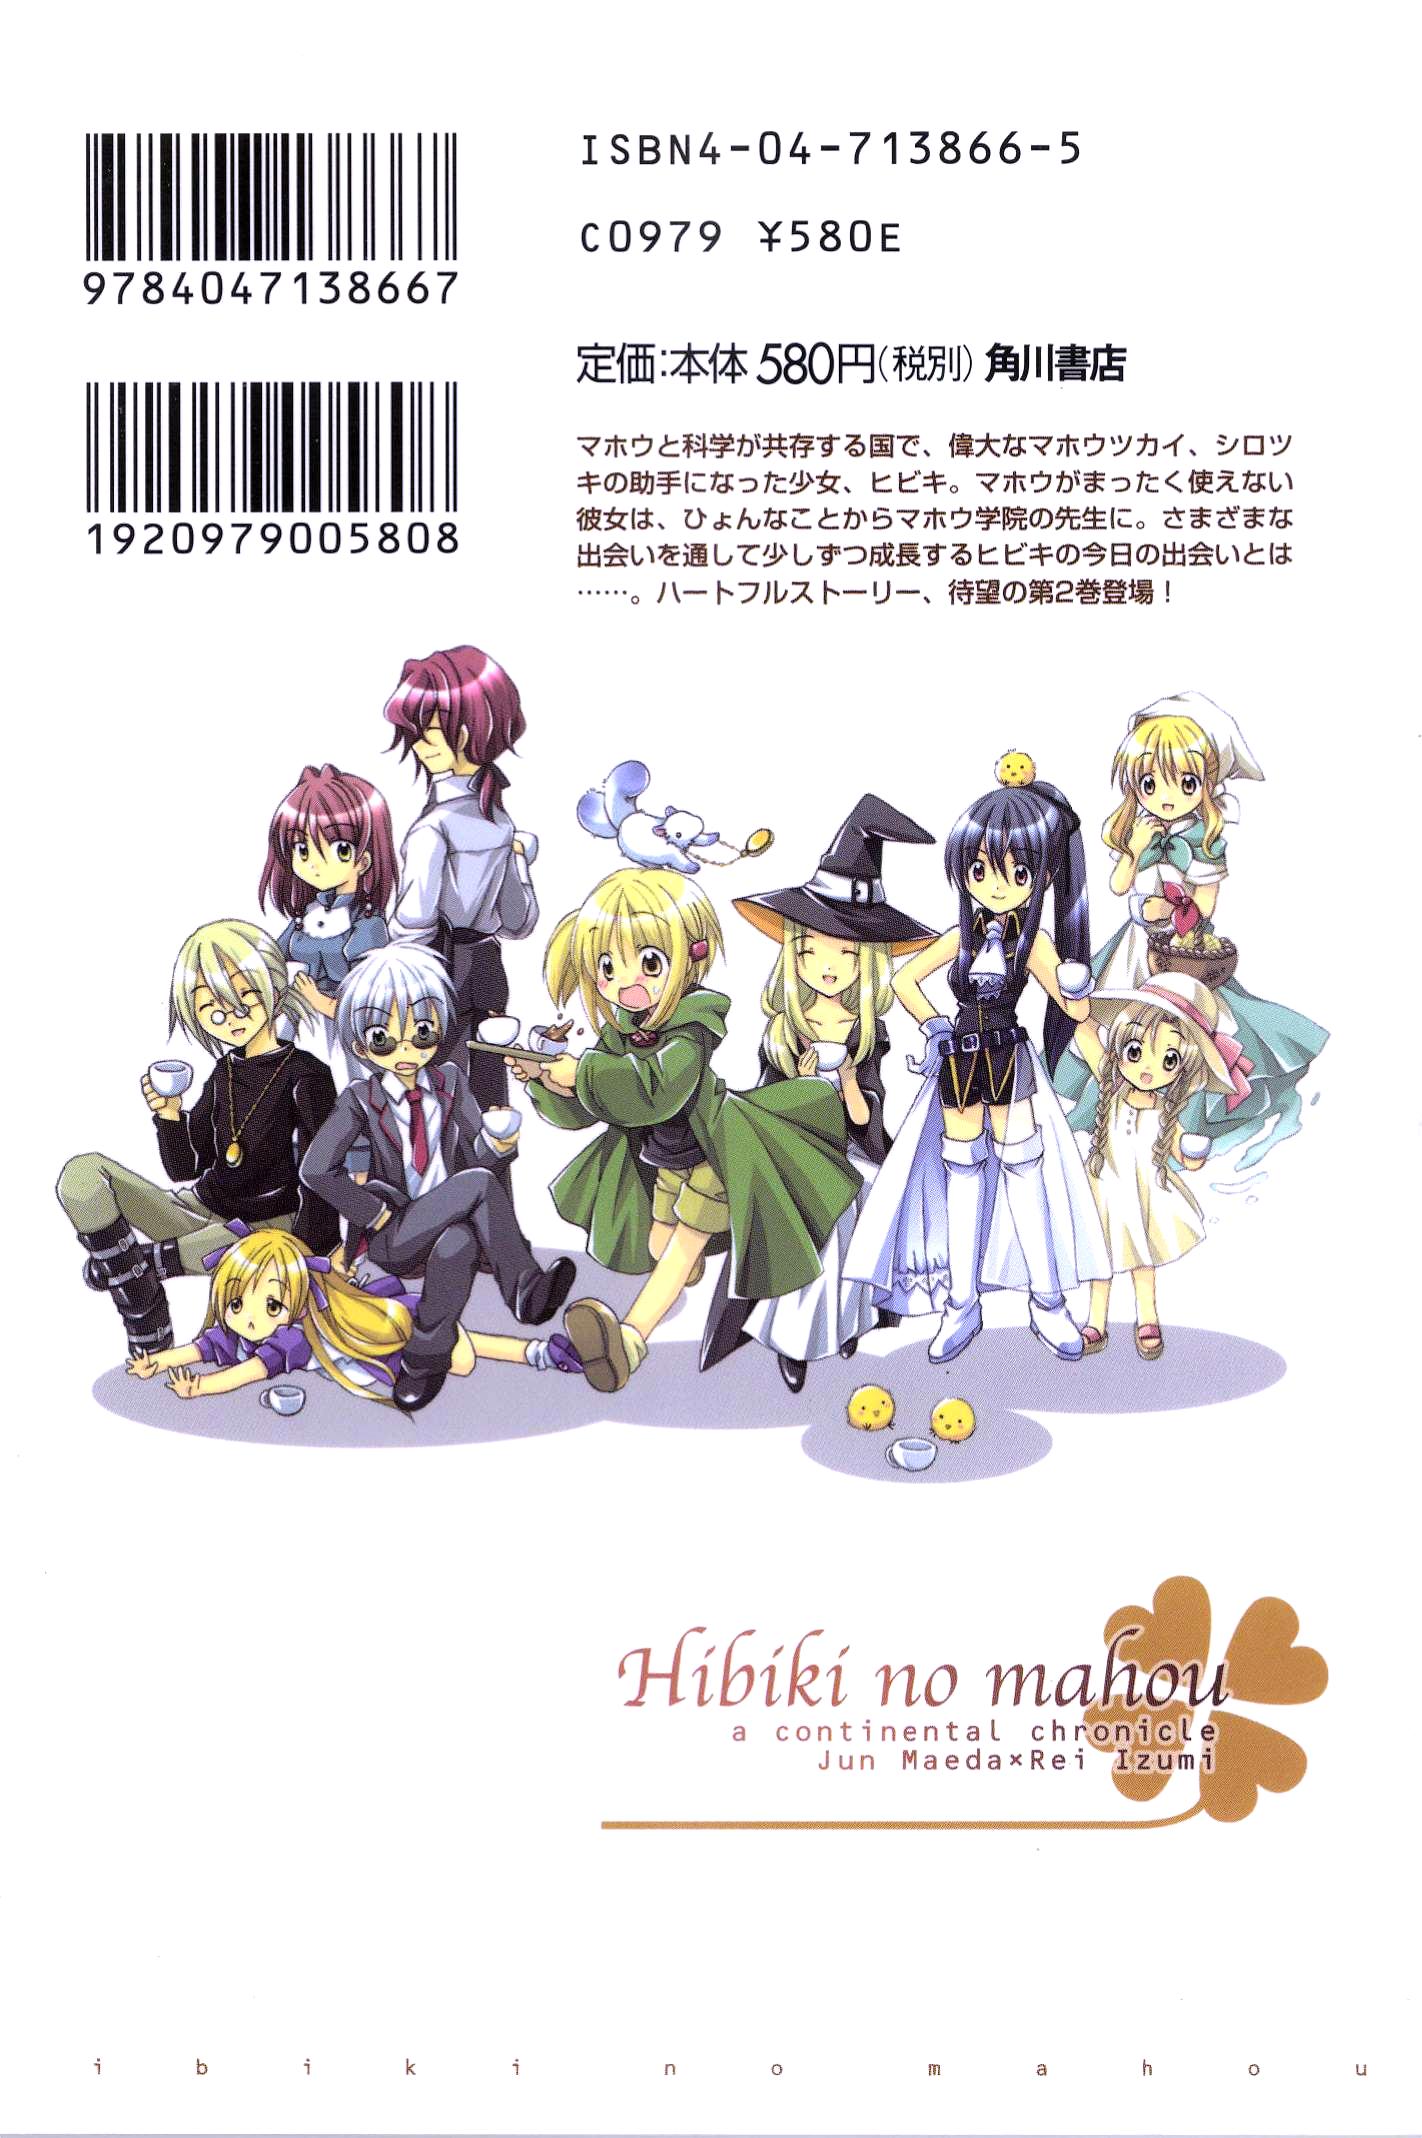 ISBN4-04-713866-5
C0979 ¥580E
9784047138667
定価:本体580円(税別) 角川書店
1920979005808
マホウと科学が共存する国で、偉大なマホウツカイ、シロツ
キの助手になった少女、ヒビキ。マホウがまったく使えない
彼女は、ひょんなことからマホウ学院の先生に。さまざまな
出会いを通して少しずつ成長するヒビキの今日の出会いとは
……。ハートフルストーリー、待望の第2巻登場!
Hibiki no mahou
a continental chronicle
Jun Maeda×Rei Izumi
ibiki no mahou